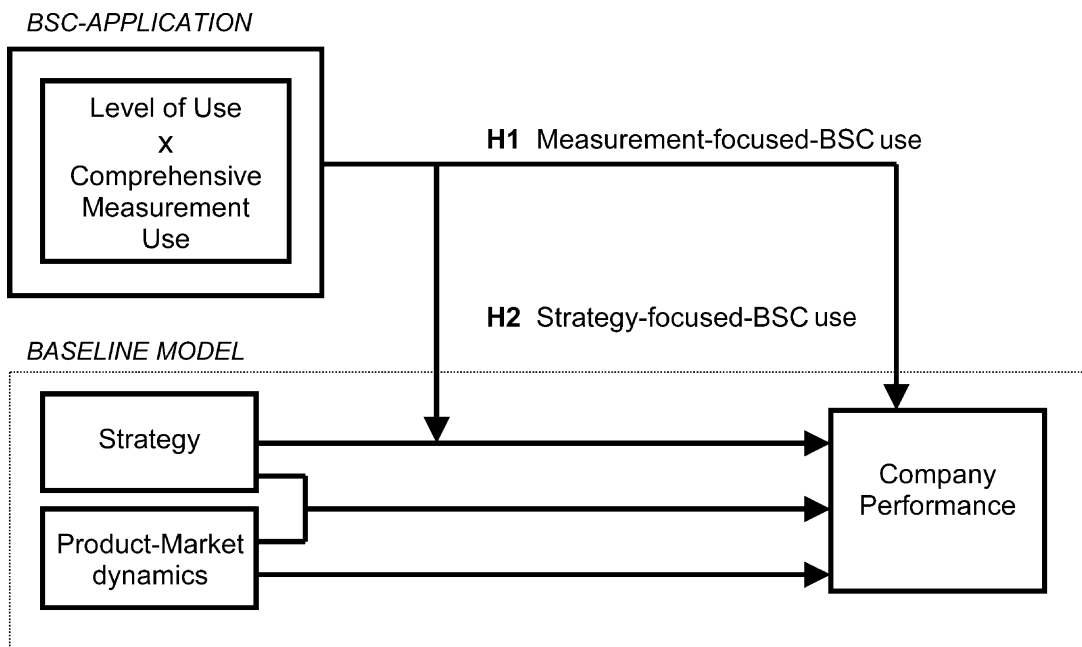 BSC-APPLICATION
Level of Use
x
Comprehensive
Measurement
Use
H1 Measurement-focused-BSC use
H2 Strategy-focused-BSC use
BASELINE MODEL
Strategy
Product-Market
dynamics
Company
Performance